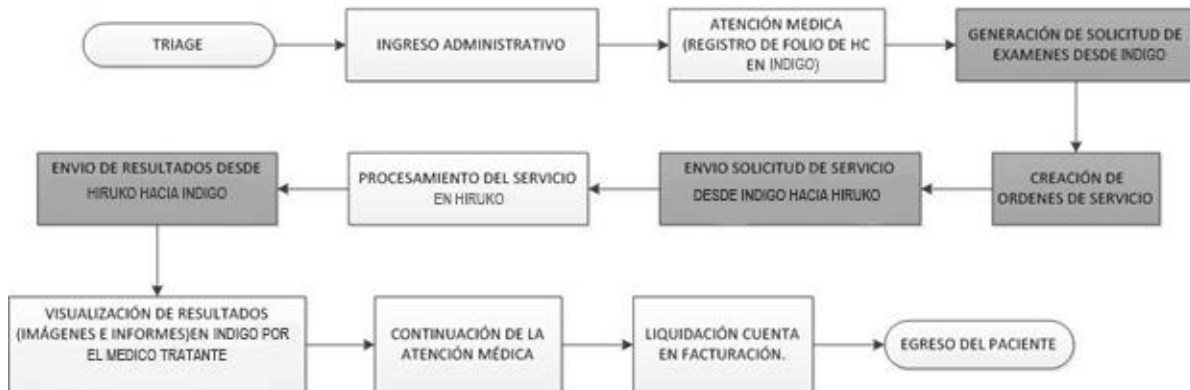 TRIAGE
INGRESO ADMINISTRATIVO
ATENCIÓN MEDICA
(REGISTRO DE FOLIO DE HC
EN INDIGO)
GENERACIÓN DE SOLICITUD DE
EXAMENES DESDE INDIGO
CREACIÓN DE
ORDENES DE SERVICIO
ENVIO SOLICITUD DE SERVICIO
DESDE INDIGO HACIA HIRUKO
PROCESAMIENTO DEL SERVICIO
EN HIRUKO
ENVIO DE RESULTADOS DESDE
HIRUKO HACIA INDIGO
VISUALIZACIÓN DE RESULTADOS
(IMÁGENES E INFORMES)EN INDIGO POR
EL MEDICO TRATANTE
CONTINUACIÓN DE LA
ATENCIÓN MÉDICA
LIQUIDACIÓN CUENTA
EN FACTURACIÓN.
EGRESO DEL PACIENTE